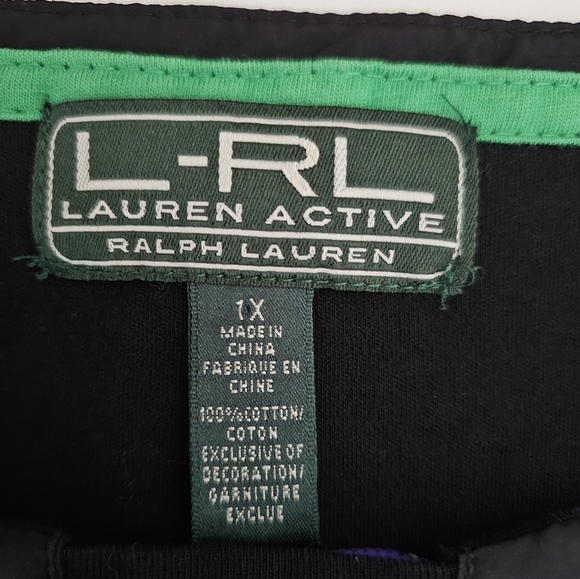 L-RL
LAUREN ACTIVE
RALPH LAUREN
1X
MADE IN
CHINA
FABRIQUE EN
CHINE
100%COTTON/
COTON
EXCLUSIVE OF
DECORATION/
GARNITURE
EXCLUE